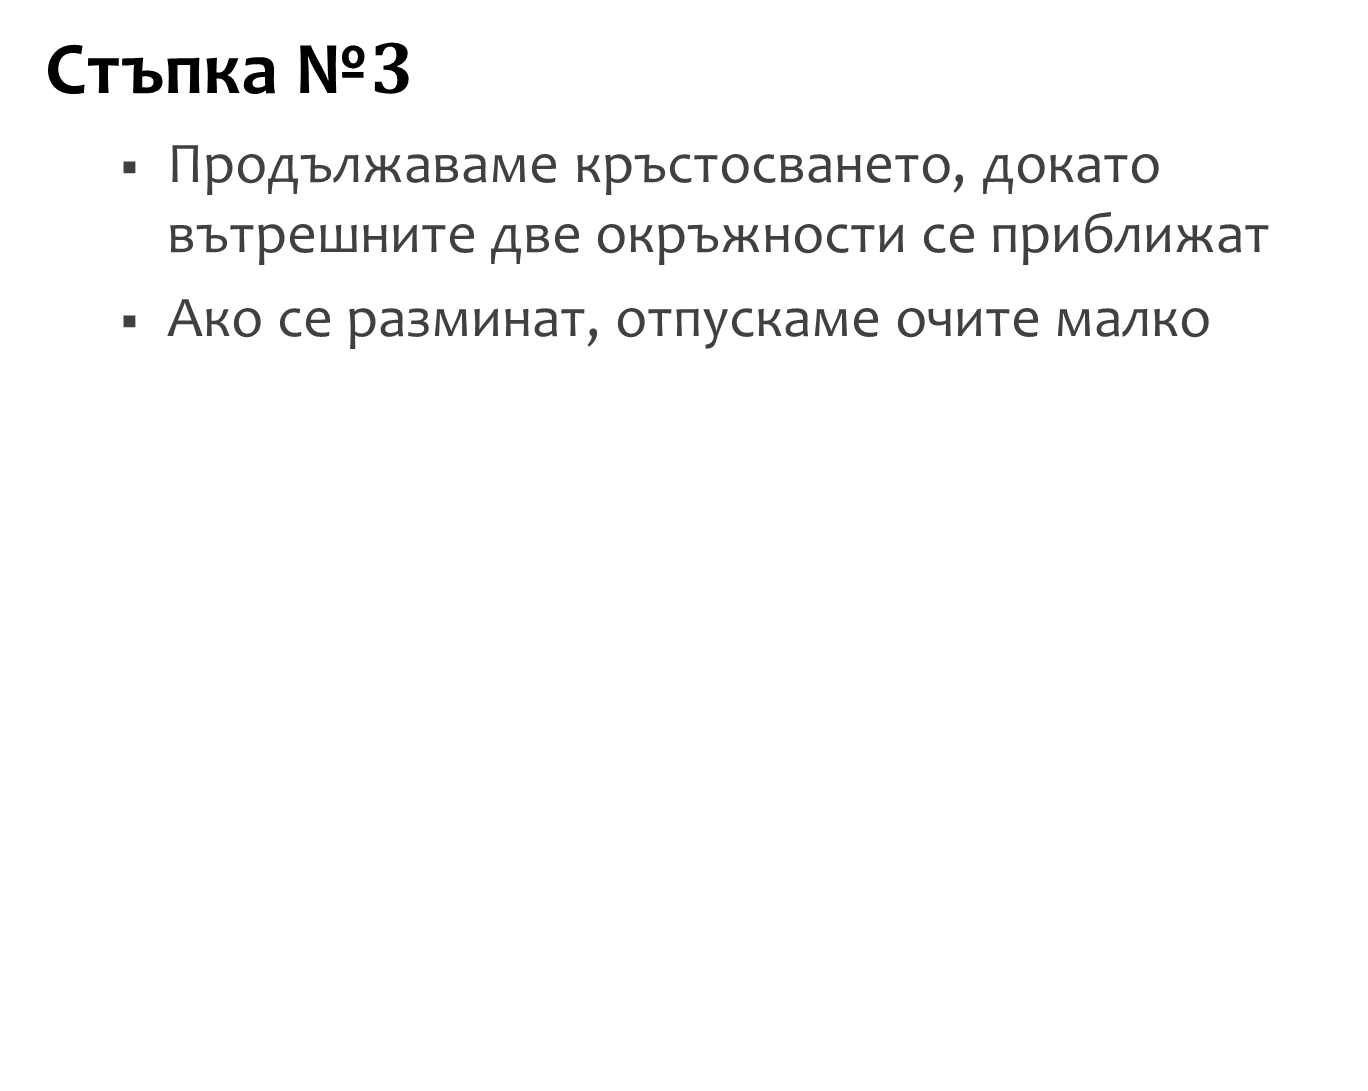 Стъпка №3
▪ Продължаваме кръстосването, докато
вътрешните две окръжности се приближат
▪ Ако се разминат, отпускаме очите малко